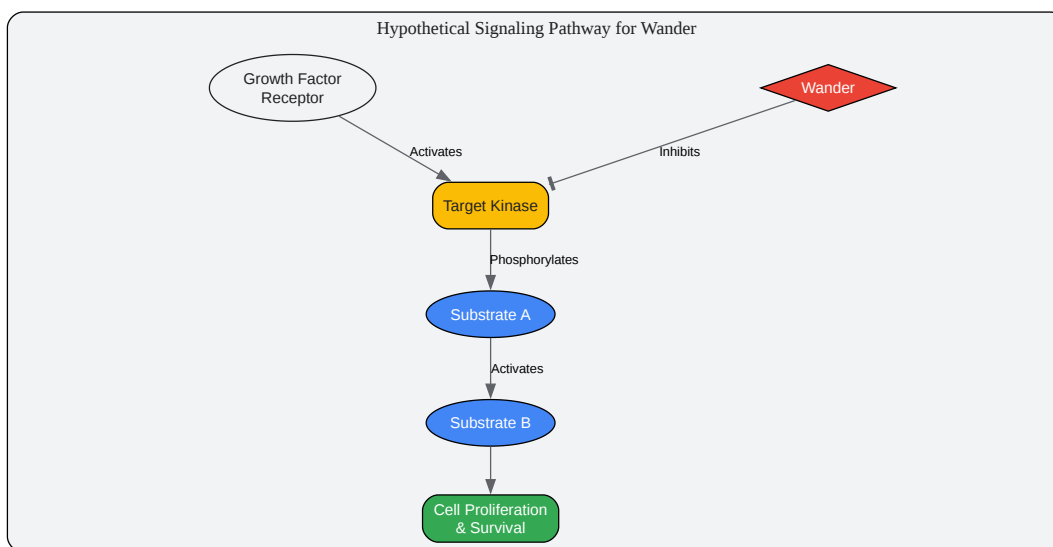 Hypothetical Signaling Pathway for Wander
Growth Factor
Receptor
Wander
Activates
Inhibits
Target Kinase
Phosphorylates
Substrate A
Activates
Substrate B
Cell Proliferation
& Survival